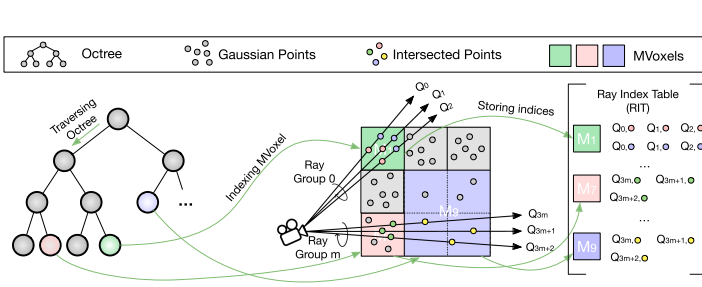 Octree
Gaussian Points
Intersected Points
MVoxels
Traversing
Octree
Indexing MVoxel
Q0
Q1
Q2
Storing indices
Ray
Group 0
Ray
Group m
M9
Q3m
Q3m+1
Q3m+2
...
Ray Index Table
(RIT)
M1
Q0, Q1, Q2,
Q0, Q1, Q2,
...
M7
Q3m, Q3m+1,
Q3m+2,
...
M9
Q3m, Q3m+1,
Q3m+2,